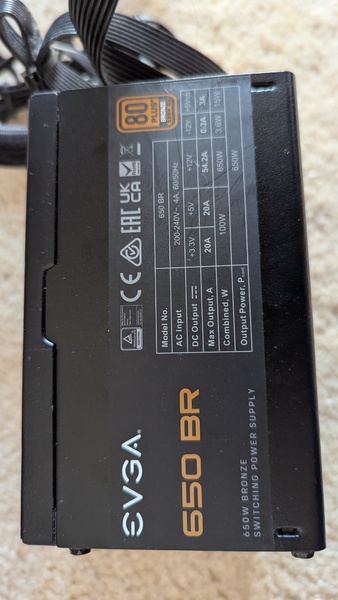 EVGA
650 BR
650W BRONZE
SWITCHING POWER SUPPLY
80
PLUS
BRONZE
CE EAC UK CA
Model No. 650 BR
AC Input 200-240V~, 4A, 60/50Hz
DC Output +3.3V +5V +12V -12V +5Vsb
Max Output, A 20A 20A 54.2A 0.3A 3A
Combined, W 100W 650W 3.6W 15W
Output Power, P 650W